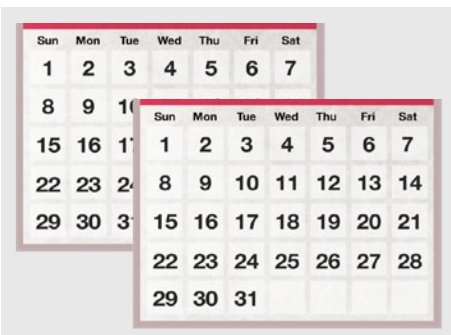 Sun Mon Tue Wed Thu Fri Sat
1 2 3 4 5 6 7
8 9
15 16
22 23
29 30
Sun Mon Tue Wed Thu Fri Sat
1 2 3 4 5 6 7
8 9 10 11 12 13 14
15 16 17 18 19 20 21
22 23 24 25 26 27 28
29 30 31